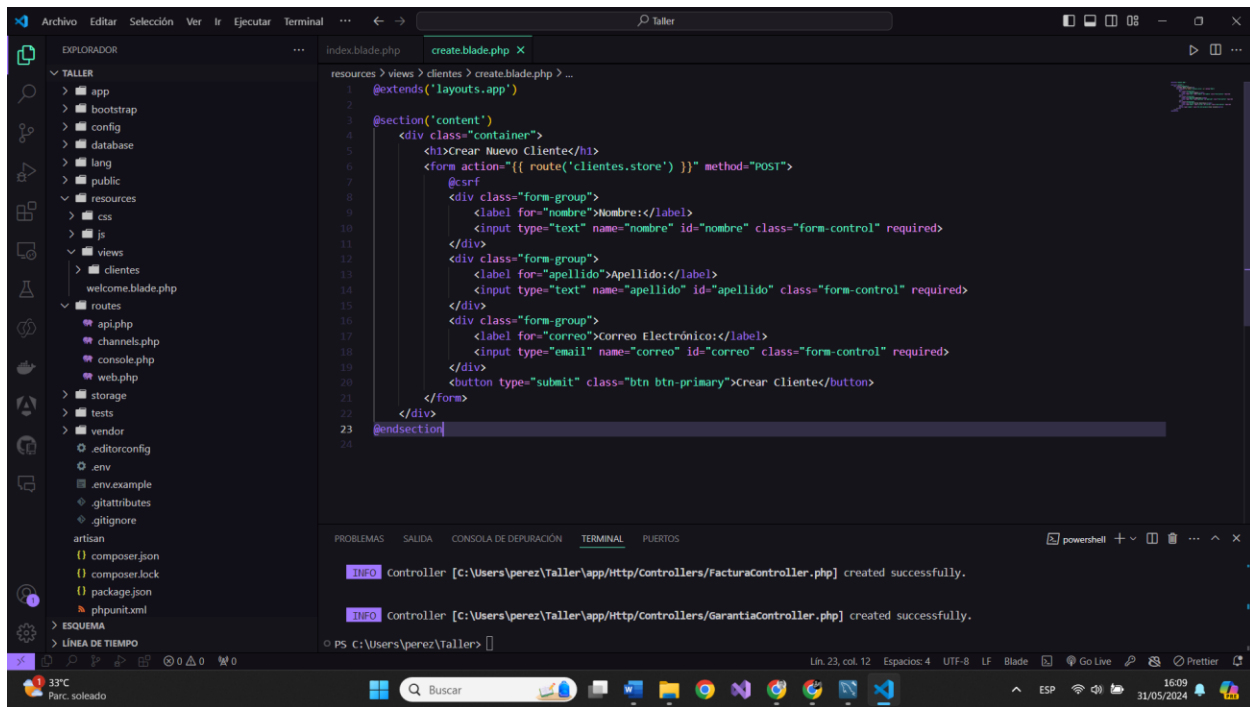 Archivo Editar Selección Ver Ir Ejecutar Terminal ··· Taller
EXPLORADOR ···
index.blade.php create.blade.php
TALLER
app
bootstrap
config
database
lang
public
resources
css
js
views
clientes
welcome.blade.php
routes
api.php
channels.php
console.php
web.php
storage
tests
vendor
.editorconfig
.env
.env.example
.gitattributes
.gitignore
artisan
composer.json
composer.lock
package.json
phpunit.xml
ESQUEMA
LÍNEA DE TIEMPO
resources > views > clientes > create.blade.php > ...
1 @extends('layouts.app')
2
3 @section('content')
4 <div class="container">
5 <h1>Crear Nuevo Cliente</h1>
6 <form action="{{ route('clientes.store') }}" method="POST">
7 @csrf
8 <div class="form-group">
9 <label for="nombre">Nombre:</label>
10 <input type="text" name="nombre" id="nombre" class="form-control" required>
11 </div>
12 <div class="form-group">
13 <label for="apellido">Apellido:</label>
14 <input type="text" name="apellido" id="apellido" class="form-control" required>
15 </div>
16 <div class="form-group">
17 <label for="correo">Correo Electrónico:</label>
18 <input type="email" name="correo" id="correo" class="form-control" required>
19 </div>
20 <button type="submit" class="btn btn-primary">Crear Cliente</button>
21 </form>
22 </div>
23 @endsection
24
PROBLEMAS SALIDA CONSOLA DE DEPURACIÓN TERMINAL PUERTOS powershell
INFO Controller [C:\Users\perez\Taller\app/Http/Controllers/FacturaController.php] created successfully.
INFO Controller [C:\Users\perez\Taller\app/Http/Controllers/GarantiaController.php] created successfully.
PS C:\Users\perez\Taller>
0 0 0 Lín. 23, col. 12 Espacios: 4 UTF-8 LF Blade Go Live Prettier
1
1 33°C
Parc. soleado
Buscar
ESP 16:09
31/05/2024